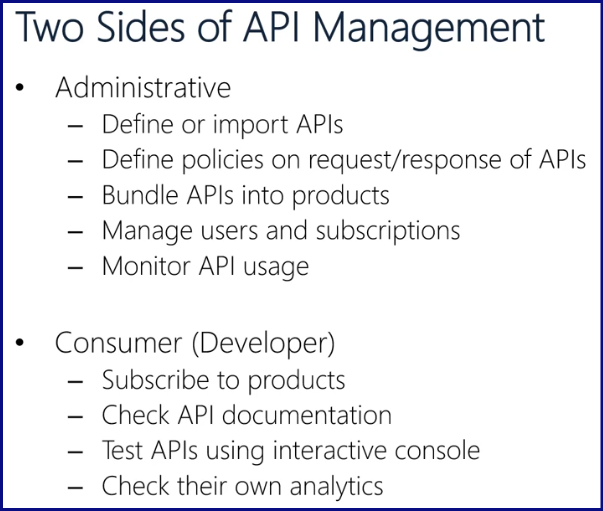 Two Sides of API Management
• Administrative
– Define or import APIs
– Define policies on request/response of APIs
– Bundle APIs into products
– Manage users and subscriptions
– Monitor API usage
• Consumer (Developer)
– Subscribe to products
– Check API documentation
– Test APIs using interactive console
– Check their own analytics